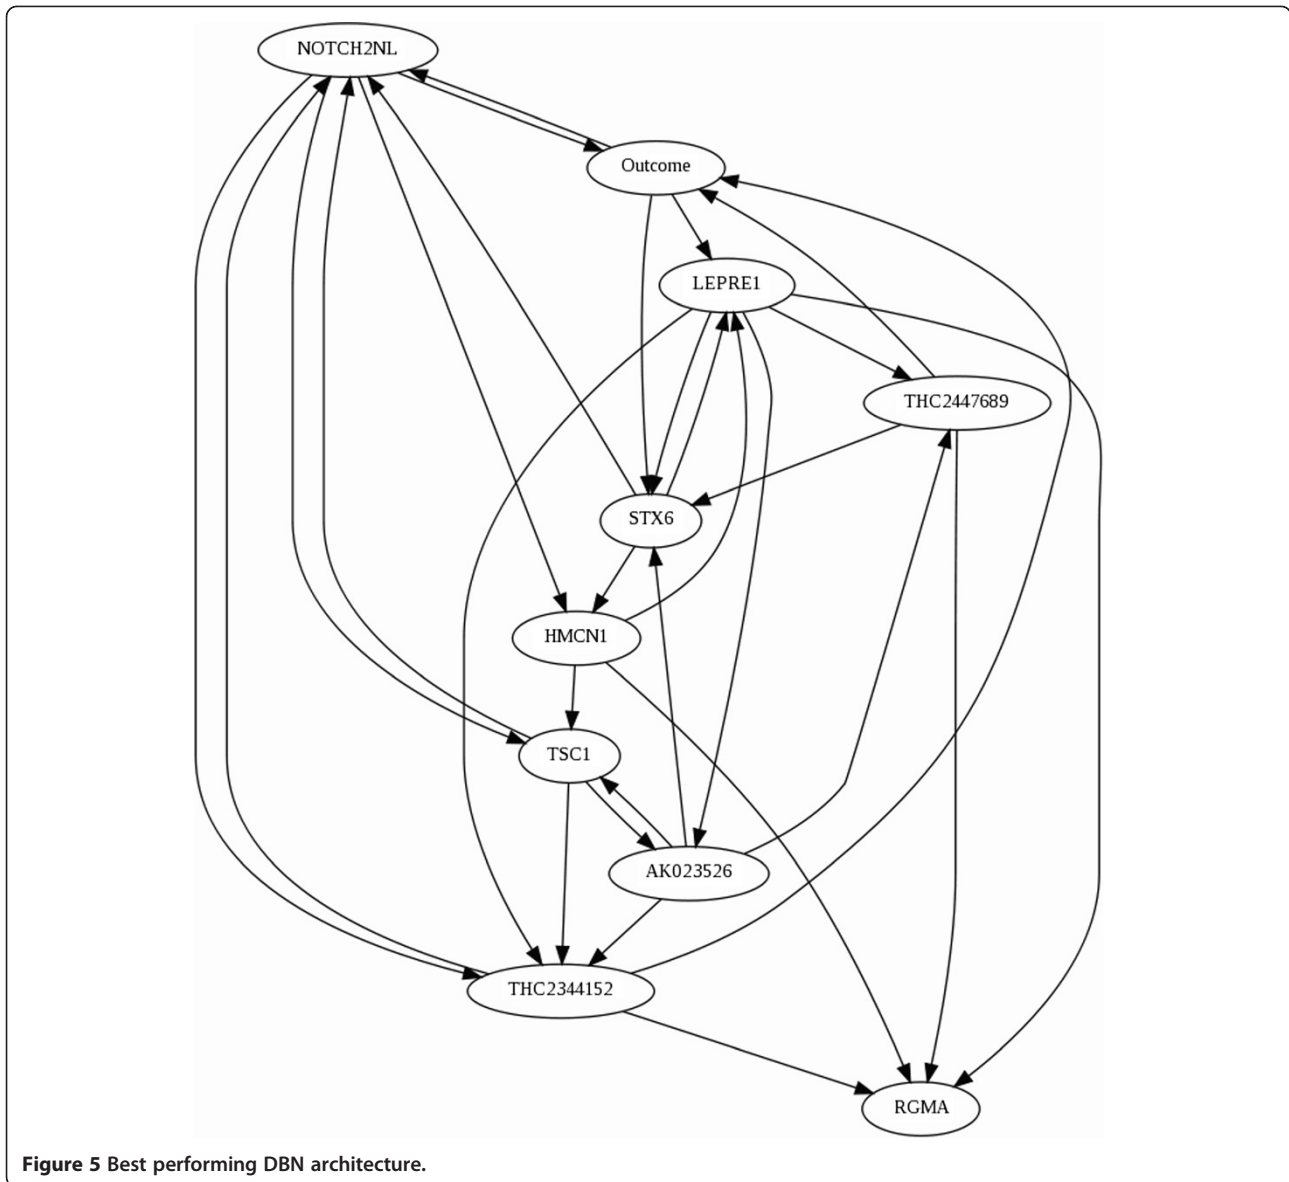 NOTCH2NL
Outcome
LEPRE1
THC2447689
STX6
HMCN1
TSC1
AK023526
THC2344152
RGMA
Figure 5 Best performing DBN architecture.